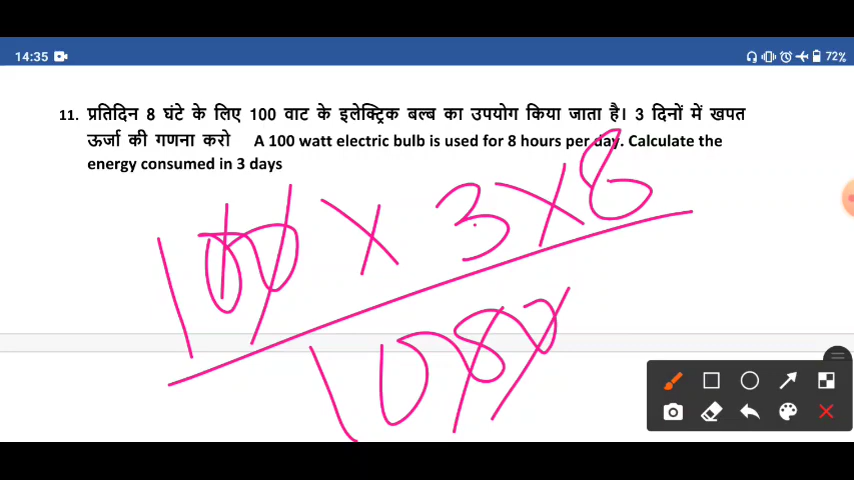 14:35
72%
11. प्रतिदिन 8 घंटे के लिए 100 वाट के इलेक्ट्रिक बल्ब का उपयोग किया जाता है। 3 दिनों में खपत
ऊर्जा की गणना करो A 100 watt electric bulb is used for 8 hours per day. Calculate the
energy consumed in 3 days
100 × 3 × 8
1000